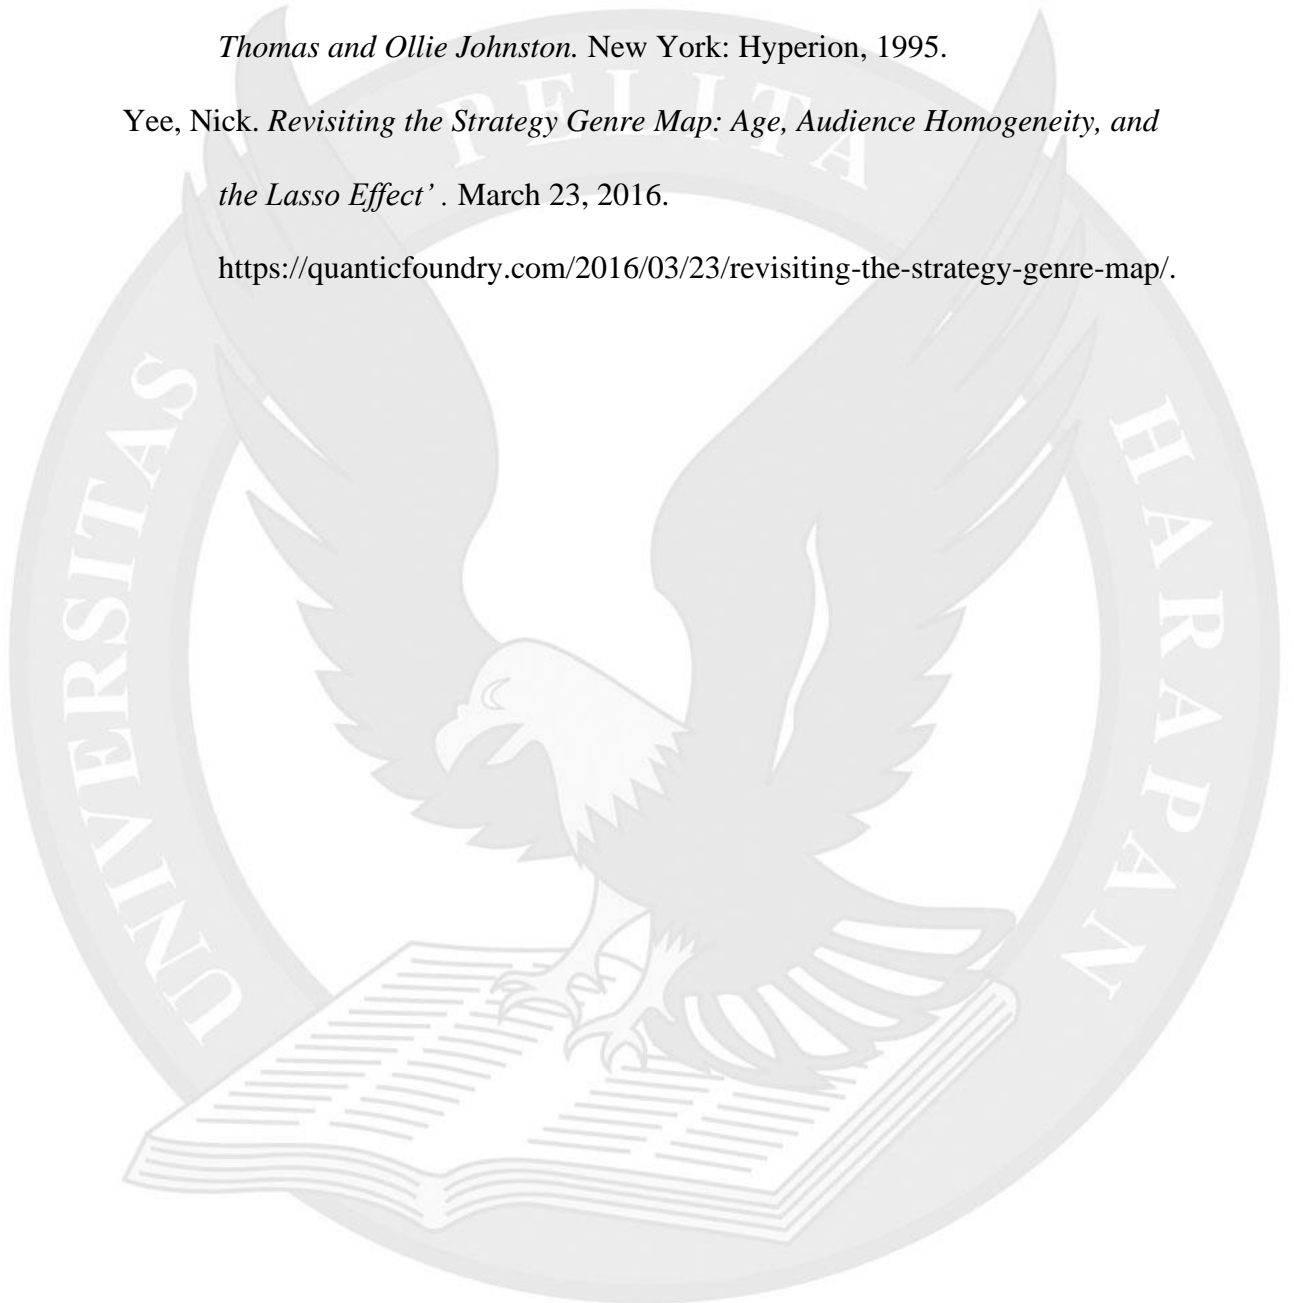 Thomas and Ollie Johnston. New York: Hyperion, 1995.
Yee, Nick. Revisiting the Strategy Genre Map: Age, Audience Homogeneity, and
the Lasso Effect’ . March 23, 2016.
https://quanticfoundry.com/2016/03/23/revisiting-the-strategy-genre-map/.
UNIVERSITAS
PELITA
HARAPAN